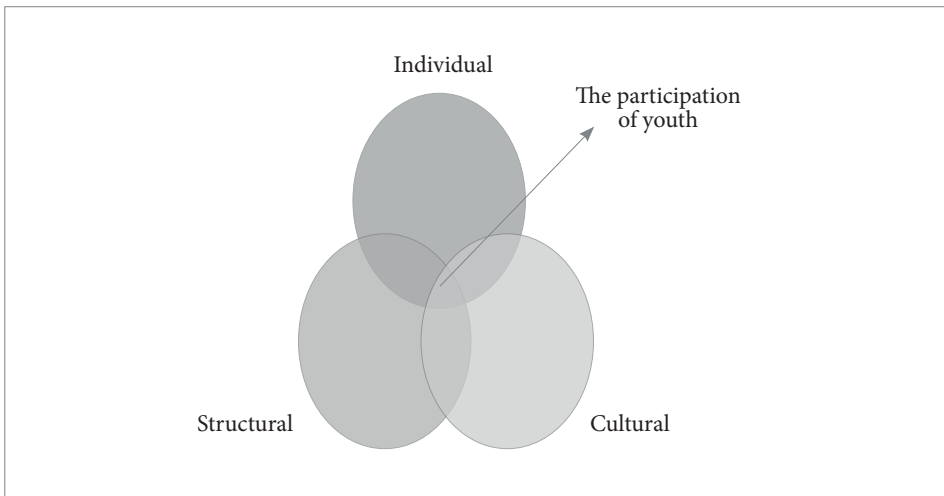 Individual
The participation
of youth
Structural
Cultural